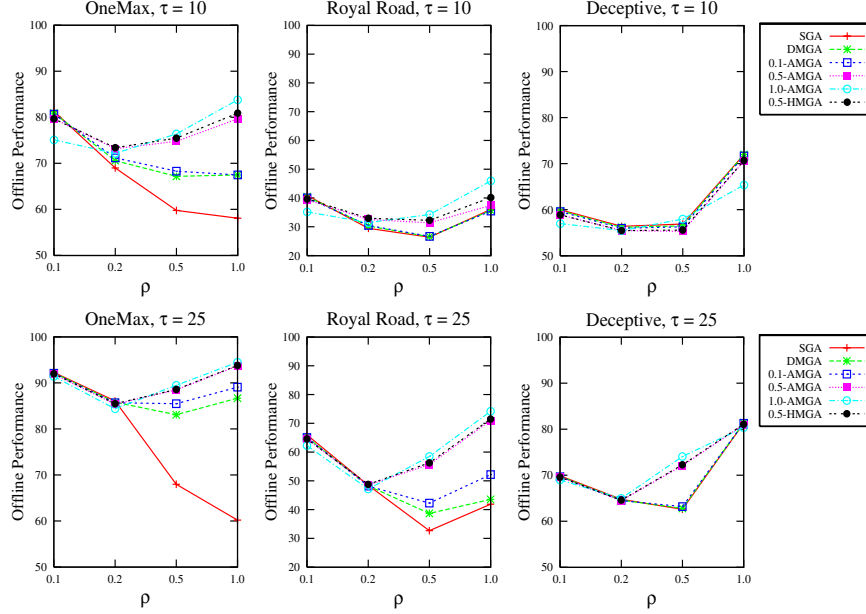 OneMax, τ = 10
Royal Road, τ = 10
Deceptive, τ = 10
Offline Performance
100
90
80
70
60
50
0.1
0.2
0.5
1.0
ρ
Offline Performance
100
90
80
70
60
50
40
30
20
0.1
0.2
0.5
1.0
ρ
Offline Performance
100
90
80
70
60
50
0.1
0.2
0.5
1.0
ρ
SGA
DMGA
0.1-AMGA
0.5-AMGA
1.0-AMGA
0.5-HMGA
OneMax, τ = 25
Royal Road, τ = 25
Deceptive, τ = 25
Offline Performance
100
90
80
70
60
50
0.1
0.2
0.5
1.0
ρ
Offline Performance
100
90
80
70
60
50
40
30
20
0.1
0.2
0.5
1.0
ρ
Offline Performance
100
90
80
70
60
50
0.1
0.2
0.5
1.0
ρ
SGA
DMGA
0.1-AMGA
0.5-AMGA
1.0-AMGA
0.5-HMGA